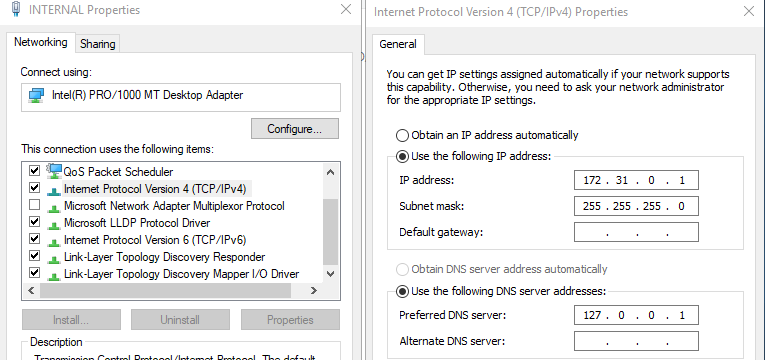 INTERNAL Properties
Networking
Sharing
Connect using:
Intel(R) PRO/1000 MT Desktop Adapter
Configure...
This connection uses the following items:
QoS Packet Scheduler
Internet Protocol Version 4 (TCP/IPv4)
Microsoft Network Adapter Multiplexor Protocol
Microsoft LLDP Protocol Driver
Internet Protocol Version 6 (TCP/IPv6)
Link-Layer Topology Discovery Responder
Link-Layer Topology Discovery Mapper I/O Driver
Install...
Uninstall
Properties
Description
Transmission Control Protocol/Internet Protocol. The default
Internet Protocol Version 4 (TCP/IPv4) Properties
General
You can get IP settings assigned automatically if your network supports
this capability. Otherwise, you need to ask your network administrator
for the appropriate IP settings.
Obtain an IP address automatically
Use the following IP address:
IP address:
172 . 31 . 0 . 1
Subnet mask:
255 . 255 . 255 . 0
Default gateway:
. . .
Obtain DNS server address automatically
Use the following DNS server addresses:
Preferred DNS server:
127 . 0 . 0 . 1
Alternate DNS server:
. . .